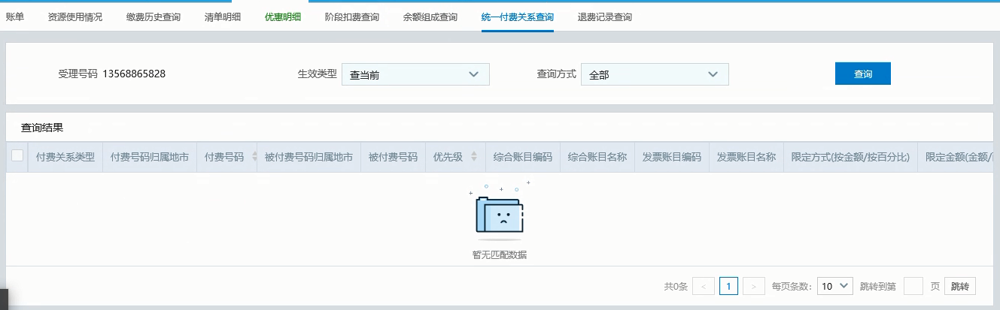 账单 资源使用情况 缴费历史查询 清单明细 优惠明细 阶段扣费查询 余额组成查询 统一付费关系查询 退费记录查询
受理号码 13568865828 生效类型 查当前 查询方式 全部 查询
查询结果
付费关系类型 付费号码归属地市 付费号码 被付费号码归属地市 被付费号码 优先级 综合账目编码 综合账目名称 发票账目编码 发票账目名称 限定方式(按金额/按百分比) 限定金额(金额/
暂无匹配数据
共0条 < 1 > 每页条数: 10 跳转到第 页 跳转